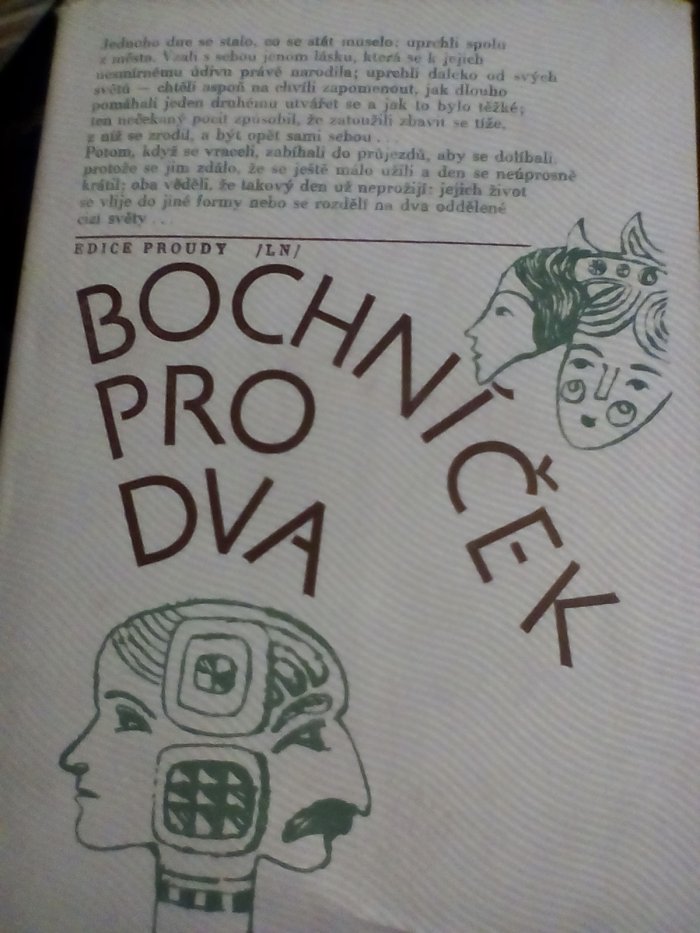 Jednoho dne se stalo, co se stát muselo: uprchli spolu
z města. Vzali s sebou jenom lásku, která se k jejich
nesmírnému údivu právě narodila; uprchli daleko od svých
světů — chtěli aspoň na chvíli zapomenout, jak dlouho
pomáhali jeden druhému utvářet se a jak to bylo těžké;
ten nečekaný pocit způsobil, že zatoužili zbavit se tíže,
z níž se zrodil, a být opět sami sebou . . .
Potom, když se vraceli, zabíhali do průjezdů, aby se dolíbali,
protože se jim zdálo, že se ještě málo užili a den se neúprosně
krátil; oba věděli, že takový den už neprožijí: jejich život
se vlije do jiné formy nebo se rozdělí na dva oddělené
cizí světy . . .
EDICE PROUDY /LN/
BOCHNÍČEK
PRO
DVA